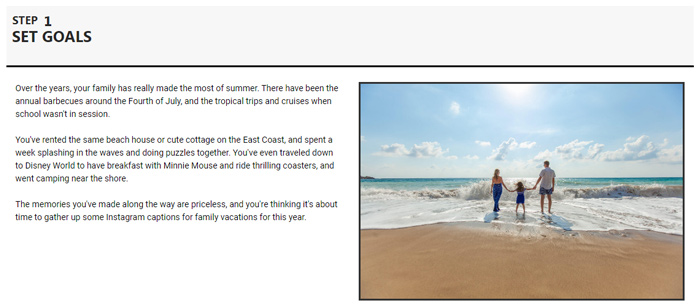 STEP 1
SET GOALS
Over the years, your family has really made the most of summer. There have been the
annual barbecues around the Fourth of July, and the tropical trips and cruises when
school wasn't in session.
You've rented the same beach house or cute cottage on the East Coast, and spent a
week splashing in the waves and doing puzzles together. You've even traveled down
to Disney World to have breakfast with Minnie Mouse and ride thrilling coasters, and
went camping near the shore.
The memories you've made along the way are priceless, and you're thinking it's about
time to gather up some Instagram captions for family vacations for this year.